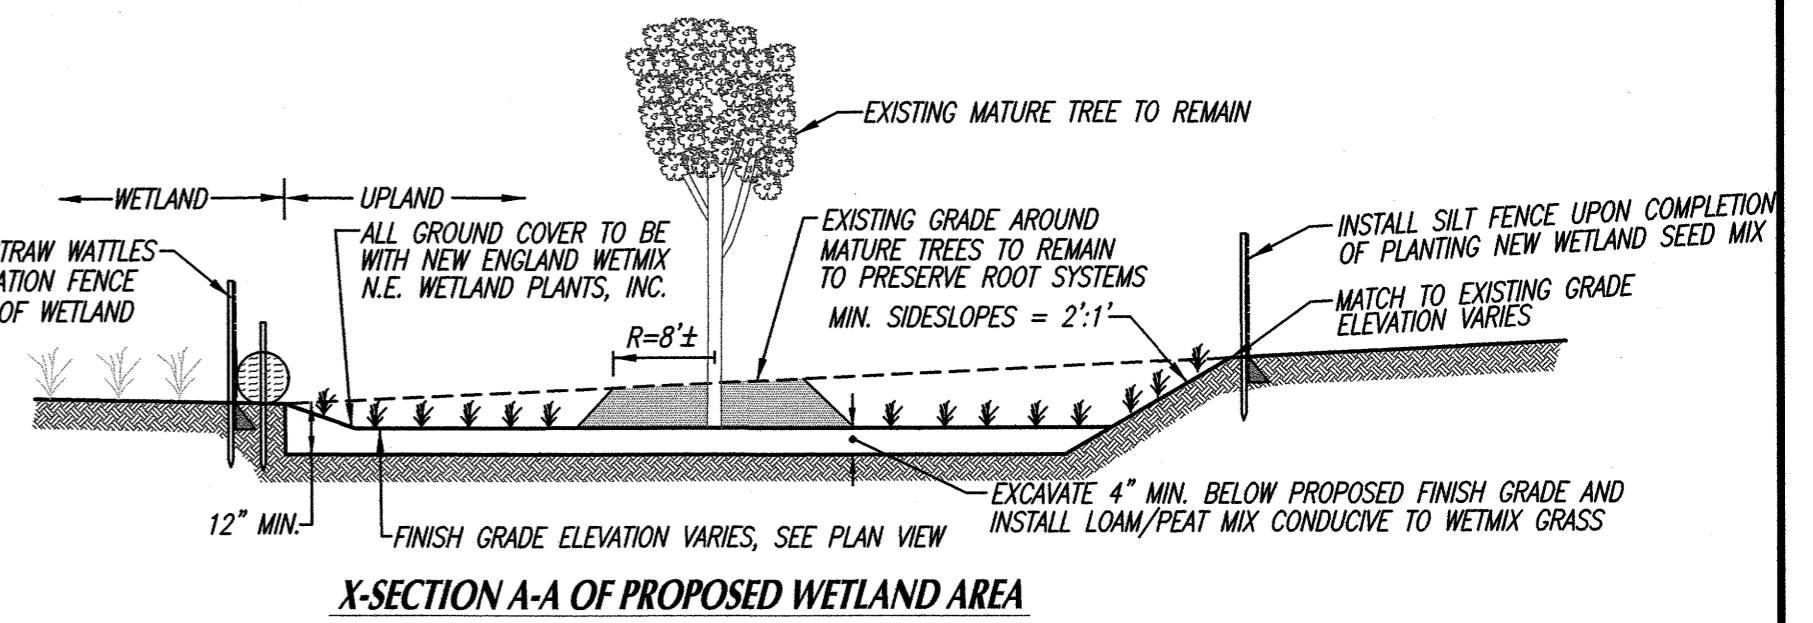 EXISTING MATURE TREE TO REMAIN
WETLAND
UPLAND
STRAW WATTLES
FENCE
OF WETLAND
ALL GROUND COVER TO BE
WITH NEW ENGLAND WETMIX
N.E. WETLAND PLANTS, INC.
EXISTING GRADE AROUND
MATURE TREES TO REMAIN
TO PRESERVE ROOT SYSTEMS
MIN. SIDESLOPES = 2':1'
R=8'±
INSTALL SILT FENCE UPON COMPLETION
OF PLANTING NEW WETLAND SEED MIX
MATCH TO EXISTING GRADE
ELEVATION VARIES
12" MIN.
FINISH GRADE ELEVATION VARIES, SEE PLAN VIEW
EXCAVATE 4" MIN. BELOW PROPOSED FINISH GRADE AND
INSTALL LOAM/PEAT MIX CONDUCIVE TO WETMIX GRASS
X-SECTION A-A OF PROPOSED WETLAND AREA